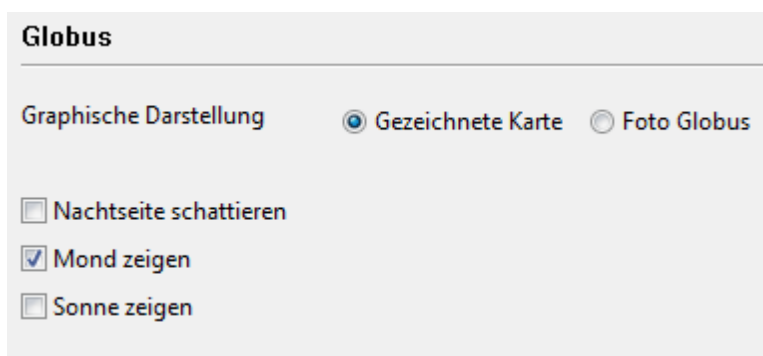 Globus
Graphische Darstellung Gezeichnete Karte Foto Globus
Nachtseite schattieren
Mond zeigen
Sonne zeigen